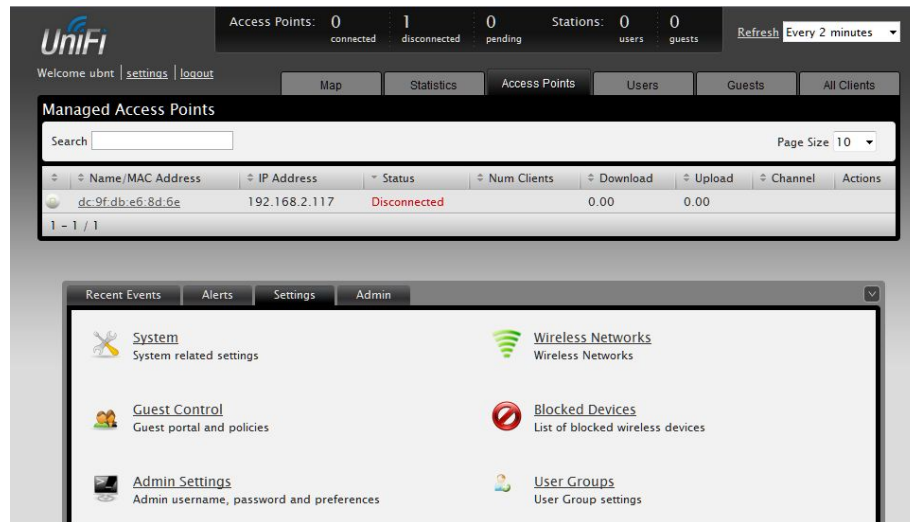 UniFi
Access Points: 0 connected 1 disconnected 0 pending Stations: 0 users 0 guests
Refresh Every 2 minutes
Welcome ubnt | settings | logout
Map Statistics Access Points Users Guests All Clients
Managed Access Points
Search Page Size 10
Name/MAC Address IP Address Status Num Clients Download Upload Channel Actions
dc:9f:db:e6:8d:6e 192.168.2.117 Disconnected 0.00 0.00
1 - 1 / 1
Recent Events Alerts Settings Admin
System
System related settings
Wireless Networks
Wireless Networks
Guest Control
Guest portal and policies
Blocked Devices
List of blocked wireless devices
Admin Settings
Admin username, password and preferences
User Groups
User Group settings